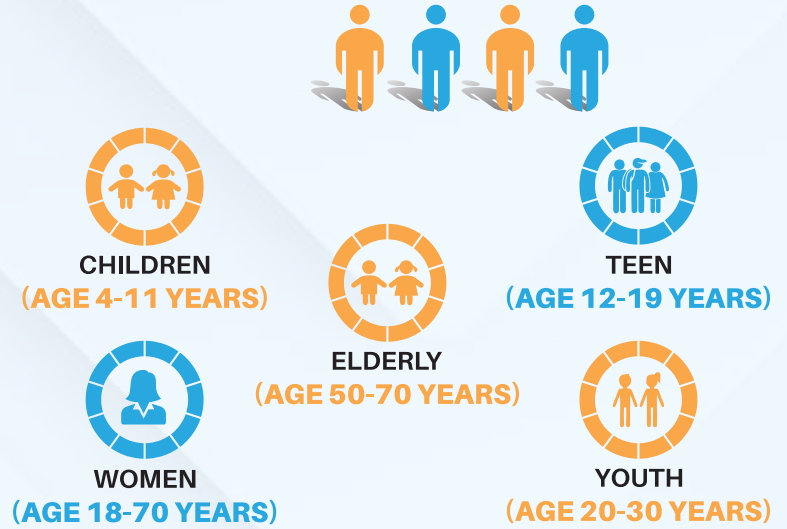 CHILDREN
(AGE 4-11 YEARS)
TEEN
(AGE 12-19 YEARS)
ELDERLY
(AGE 50-70 YEARS)
WOMEN
(AGE 18-70 YEARS)
YOUTH
(AGE 20-30 YEARS)